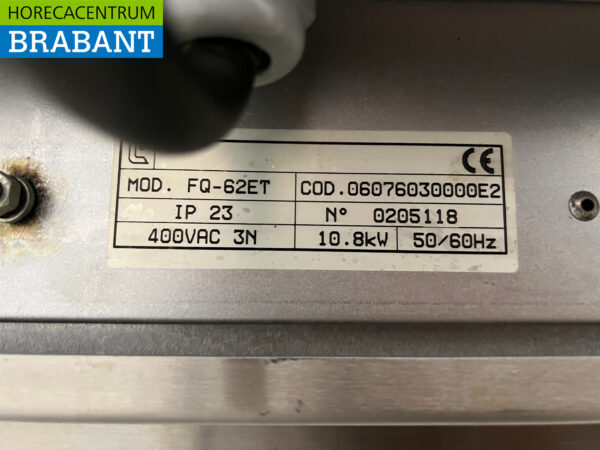 HORECACENTRUM
BRABANT
CE
MOD. FQ-62ET COD.06076030000E2
IP 23 N° 0205118
400VAC 3N 10.8kW 50/60Hz